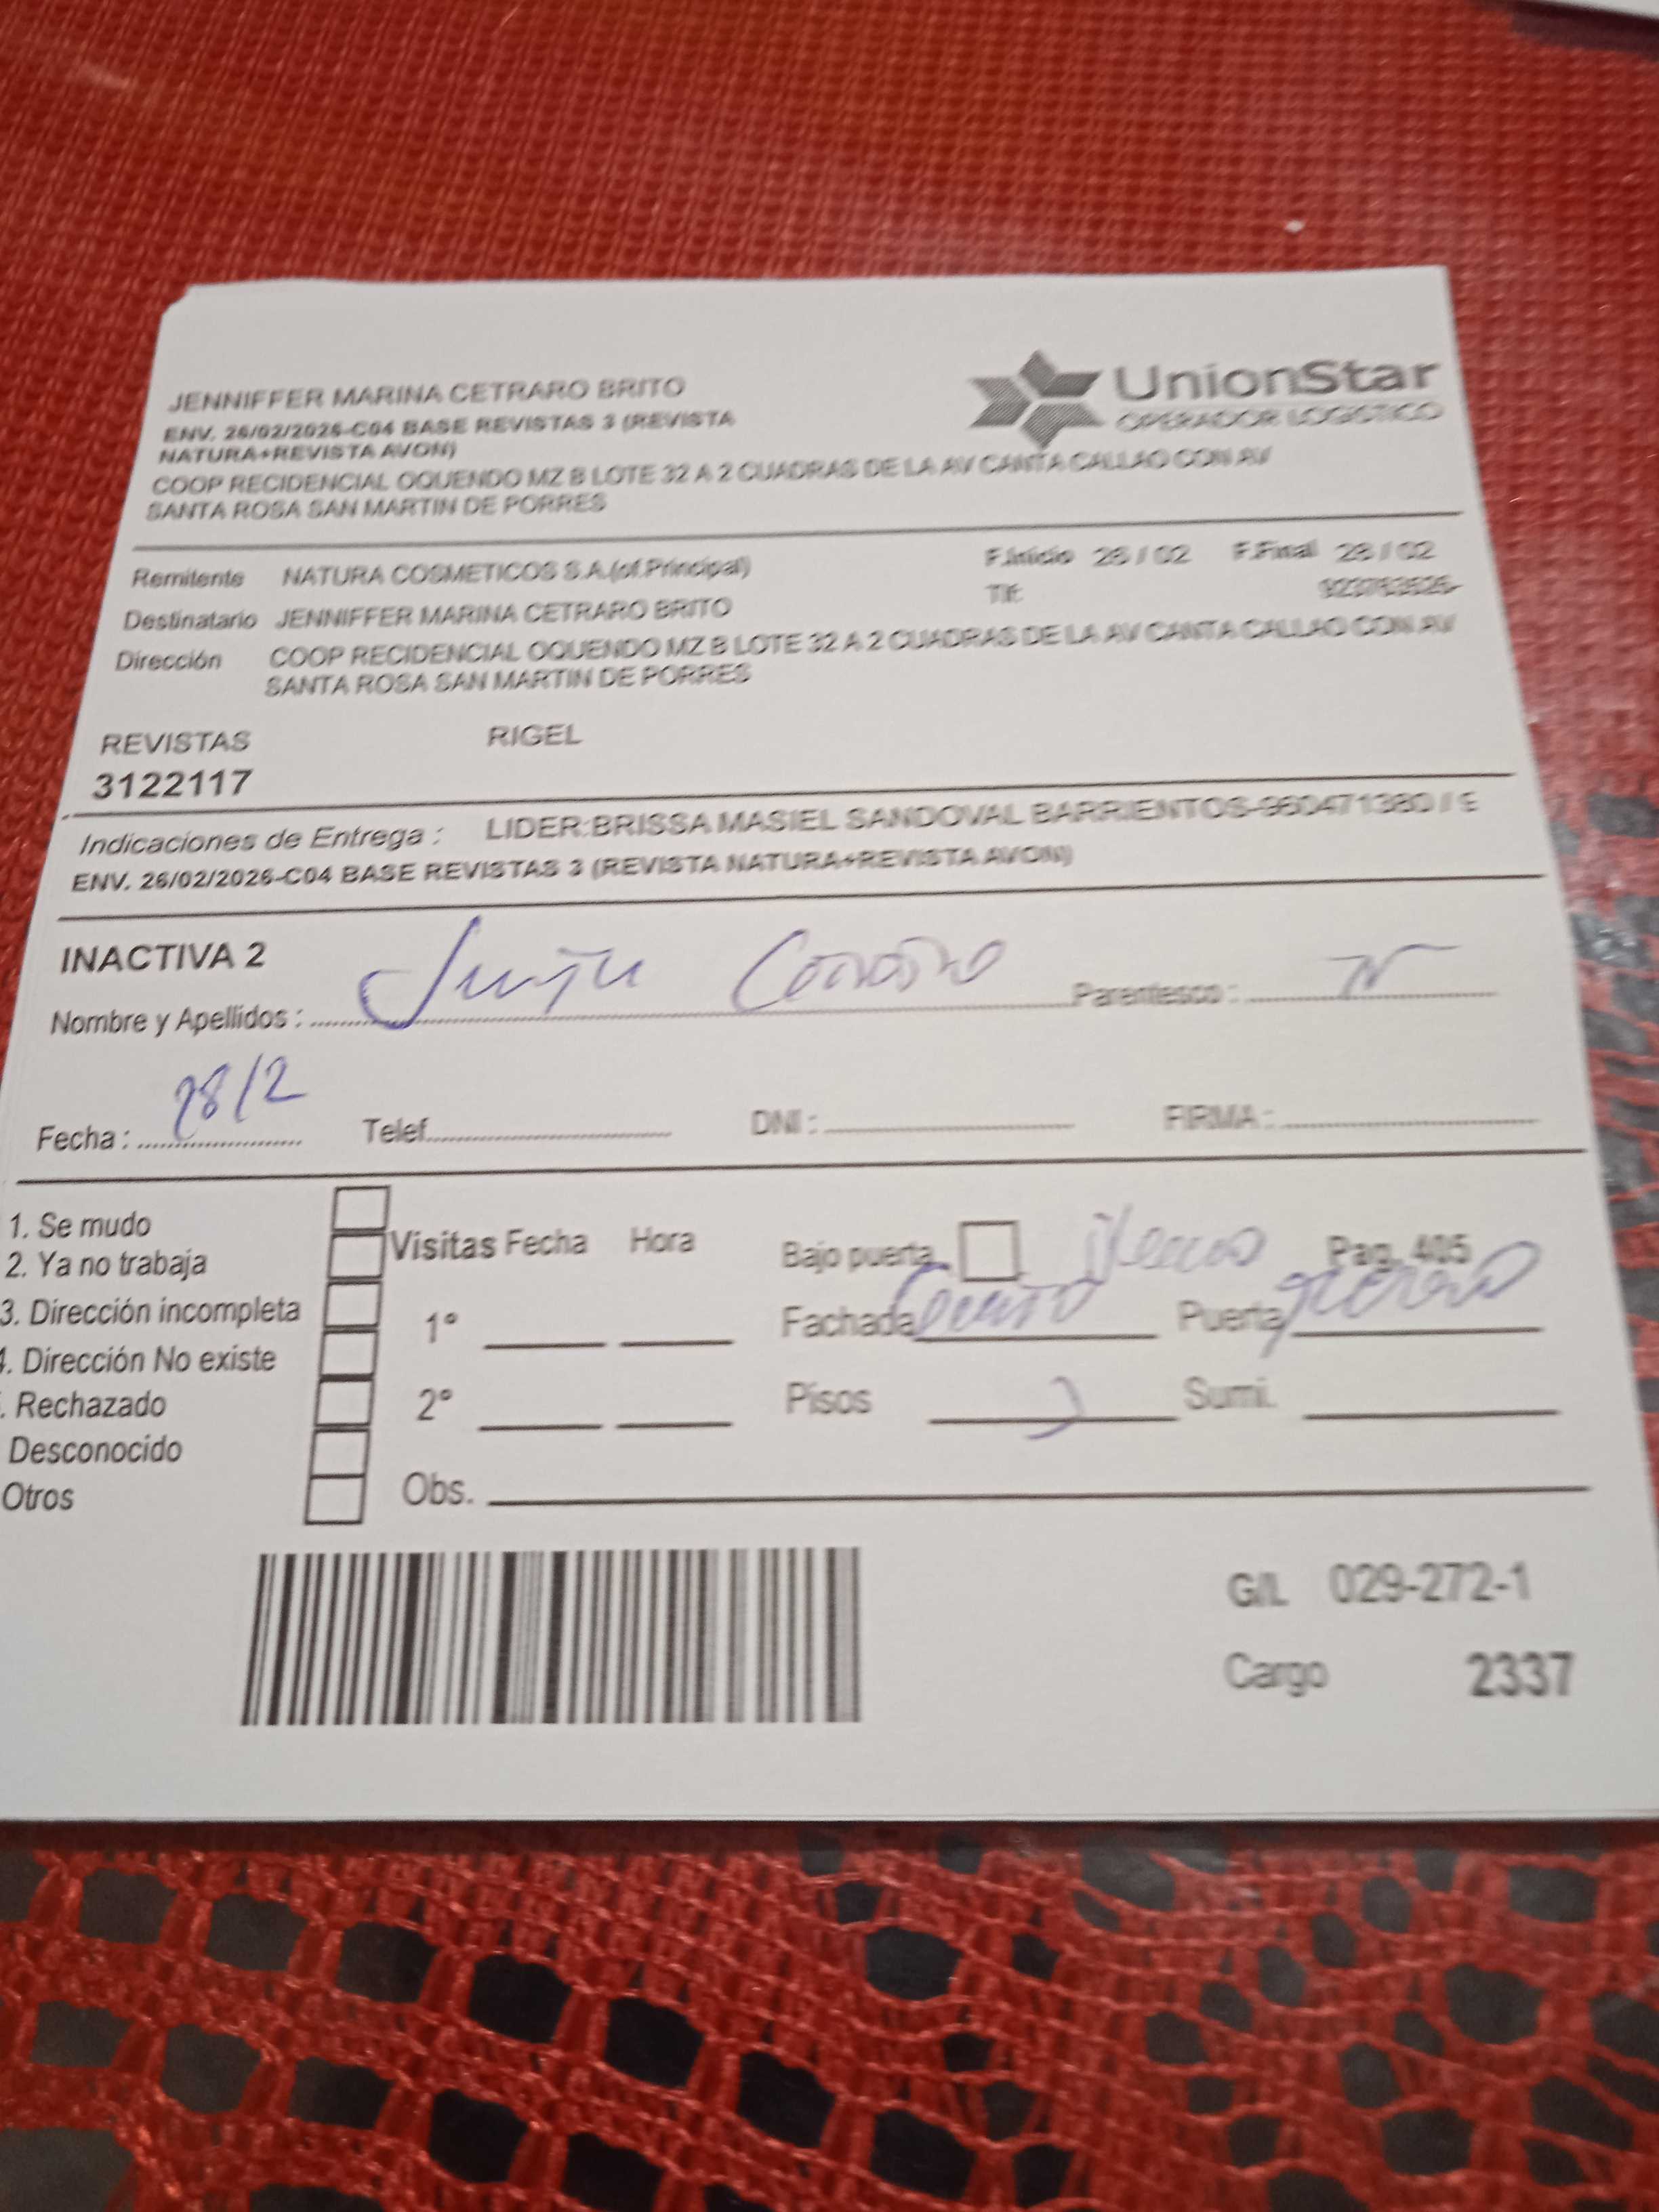 JENNIFFER MARINA CETRARO BRITO
ENV. 26/02/2026-C04 BASE REVISTAS 3 (REVISTA
NATURA+REVISTA AVON)
COOP RECIDENCIAL OQUENDO MZ B LOTE 32 A 2 CUADRAS DE LA AV CANTA CALLAO CON AV
SANTA ROSA SAN MARTIN DE PORRES
UnionStar
OPERADOR LOGISTICO
Remitente NATURA COSMETICOS S.A.(of.Principal)
F.Inicio 28 / 02 F.Final 28 / 02
Destinatario JENNIFFER MARINA CETRARO BRITO
Tlf:
Dirección COOP RECIDENCIAL OQUENDO MZ B LOTE 32 A 2 CUADRAS DE LA AV CANTA CALLAO CON AV
SANTA ROSA SAN MARTIN DE PORRES
REVISTAS RIGEL
3122117
Indicaciones de Entrega : LIDER:BRISSA MASIEL SANDOVAL BARRIENTOS-960471380 / 9
ENV. 26/02/2026-C04 BASE REVISTAS 3 (REVISTA NATURA+REVISTA AVON)
INACTIVA 2
Nombre y Apellidos : Parentesco :
Fecha : 28/2 Telef. DNI : FIRMA :
1. Se mudo
2. Ya no trabaja
3. Dirección incompleta
4. Dirección No existe
. Rechazado
Desconocido
Otros
Visitas Fecha Hora
1°
2°
Obs.
Bajo puerta Pag. 405
Fachada Puerta
Pisos Sumi.
G/L 029-272-1
Cargo 2337